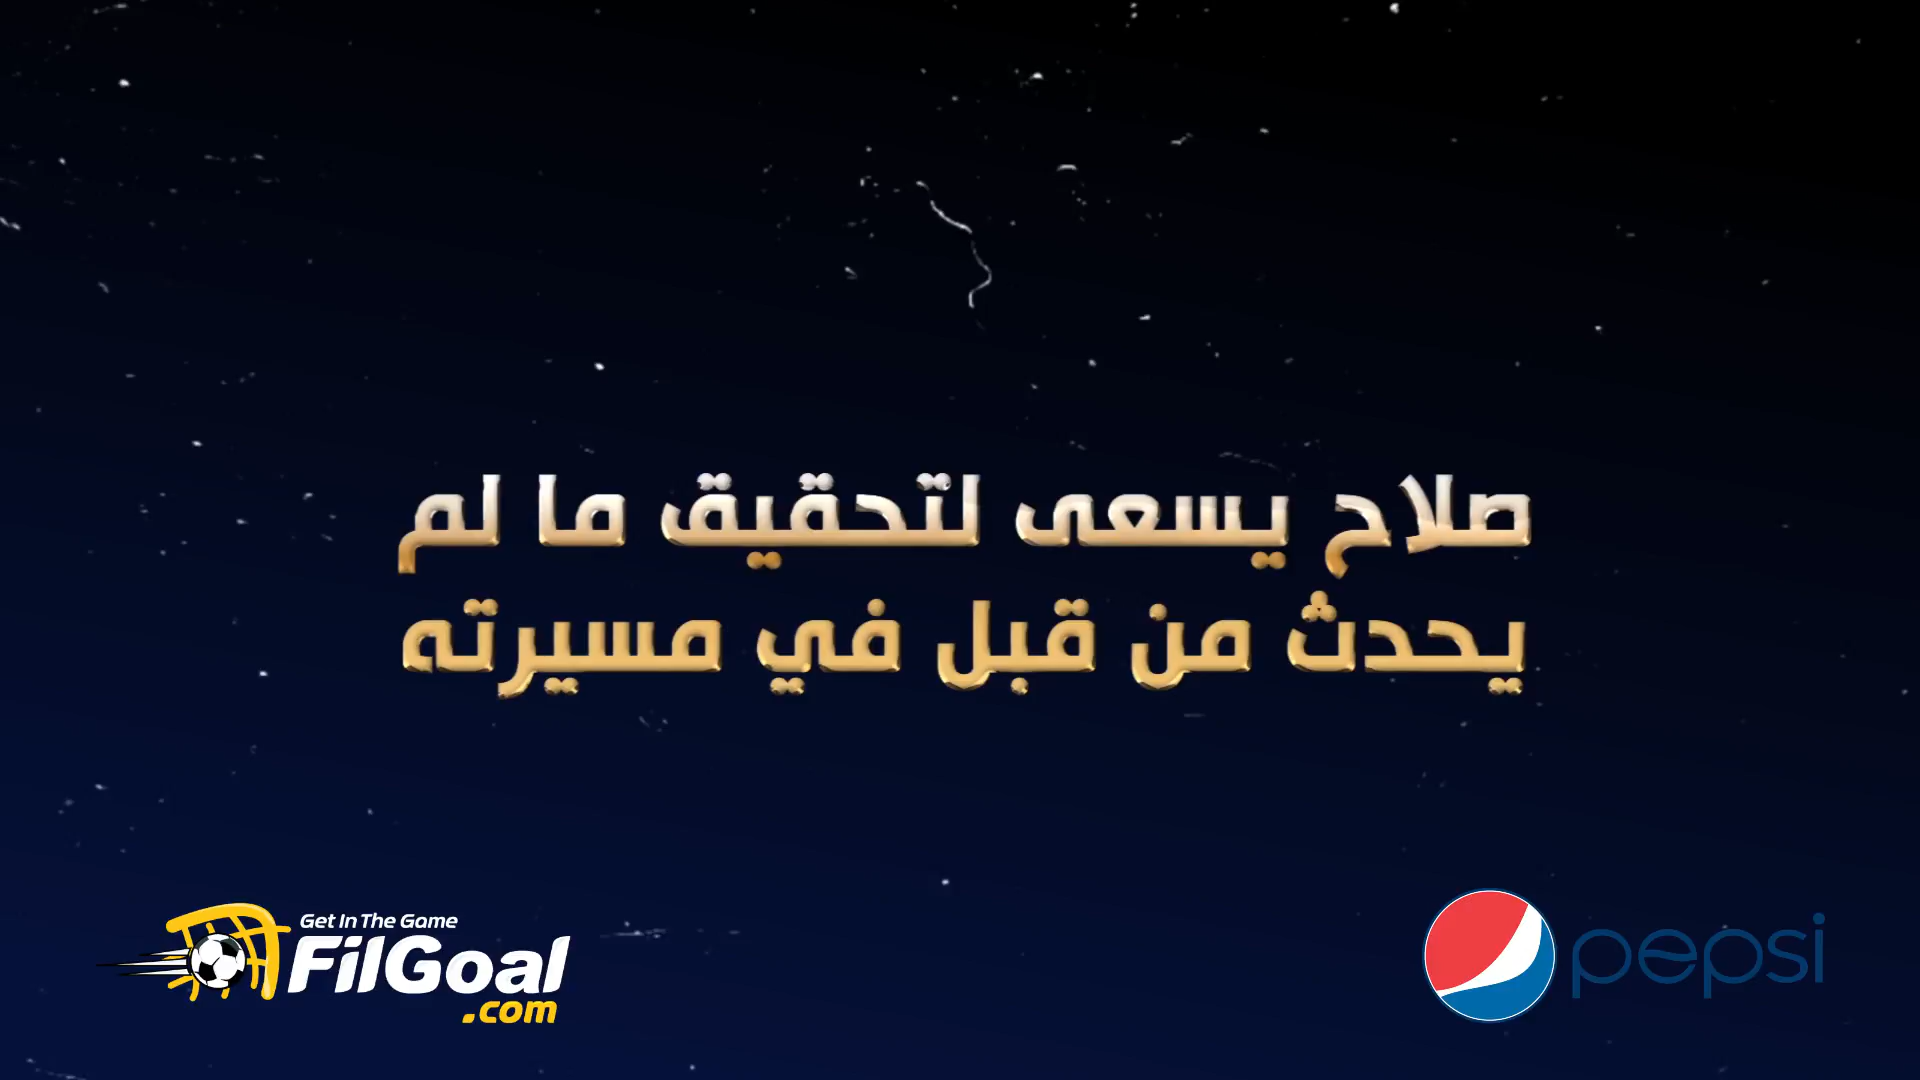 صلاح يسعى لتحقيق ما لم
يحدث من قبل في مسيرته
Get In The Game
FilGoal
.com
pepsi